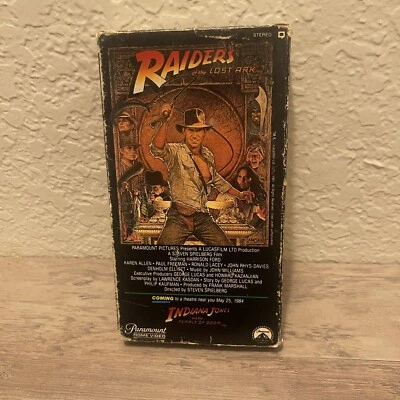 STEREO
RAIDERS
of the LOST ARK
PARAMOUNT PICTURES Presents A LUCASFILM LTD Production
A STEVEN SPIELBERG Film
Starring HARRISON FORD
KAREN ALLEN • PAUL FREEMAN • RONALD LACEY • JOHN RHYS-DAVIES
DENHOLM ELLIOTT • Music by JOHN WILLIAMS
Executive Producers GEORGE LUCAS and HOWARD KAZANJIAN
Screenplay by LAWRENCE KASDAN • Story by GEORGE LUCAS and
PHILIP KAUFMAN • Produced by FRANK MARSHALL
Directed by STEVEN SPIELBERG
COMING to a theatre near you May 25, 1984
INDIANA JONES
and the
TEMPLE OF DOOM
Paramount
HOME VIDEO